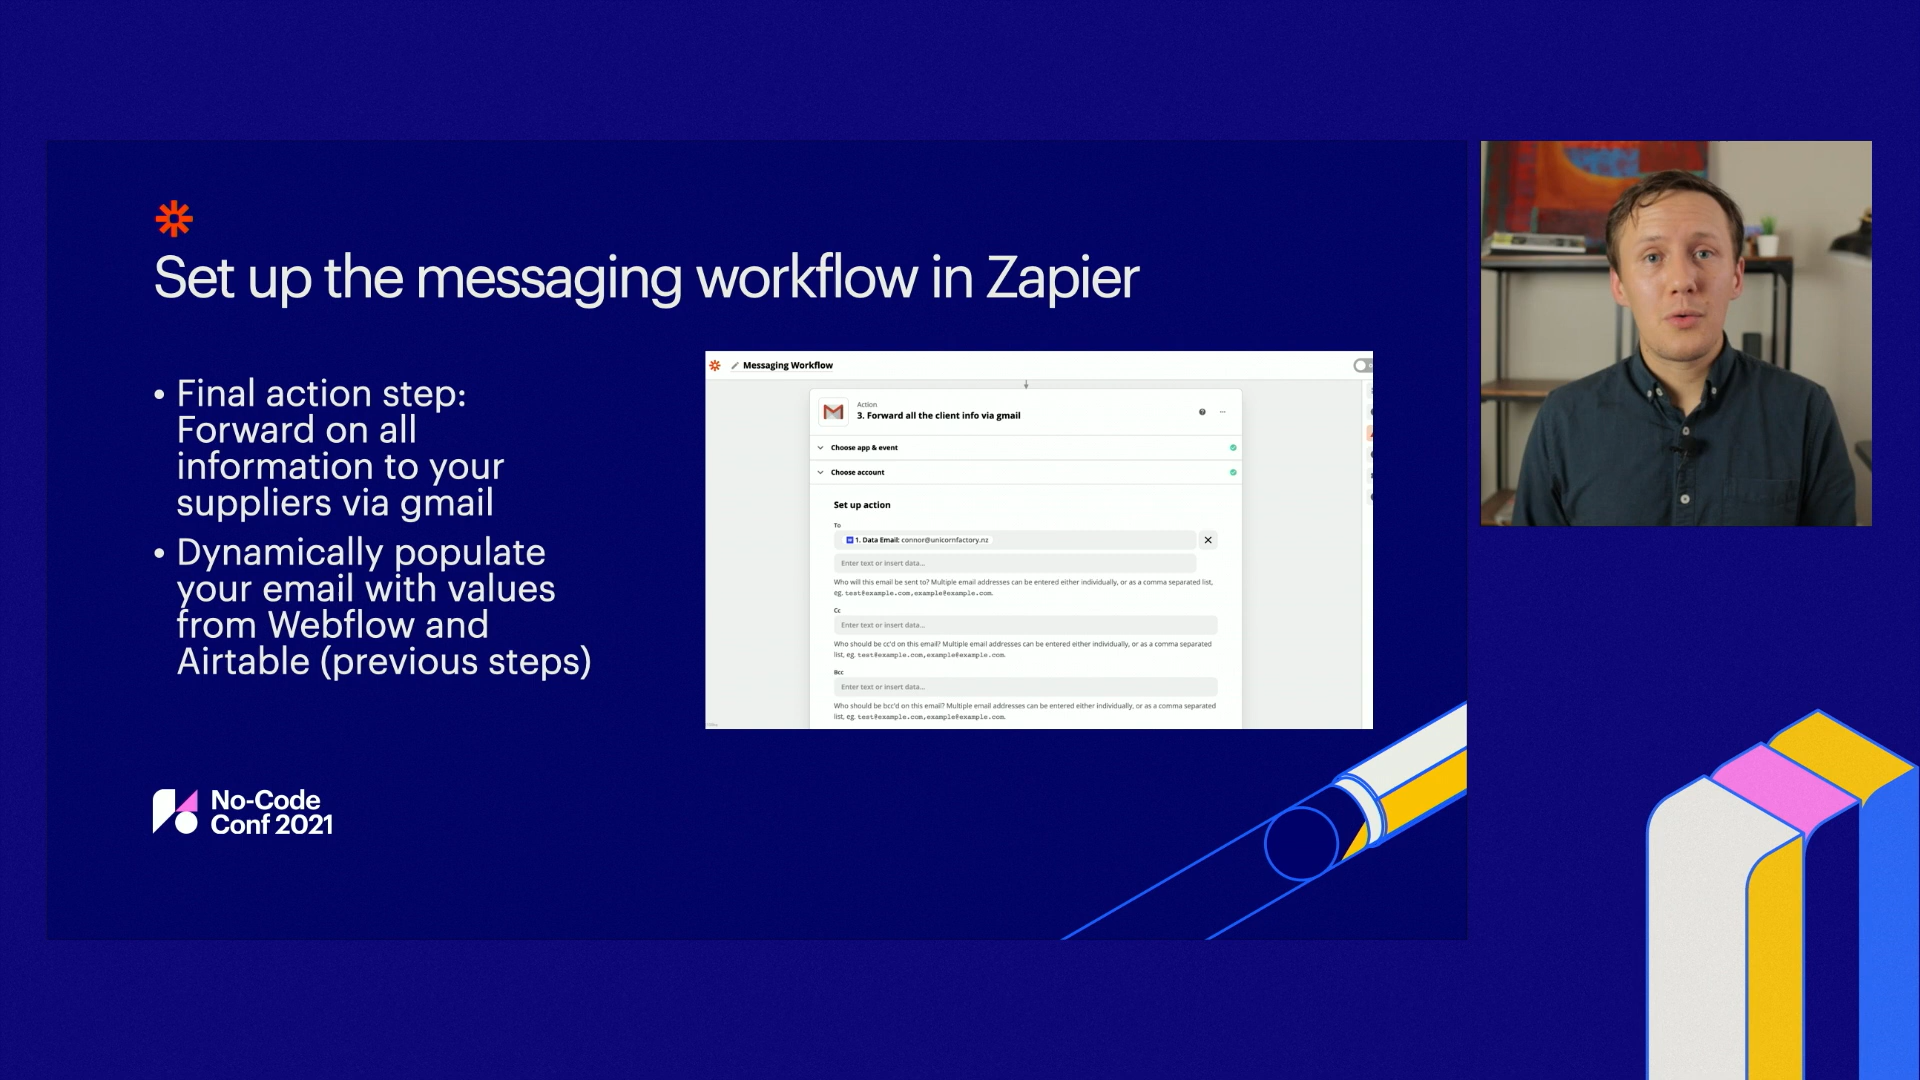 Set up the messaging workflow in Zapier
• Final action step:
Forward on all
information to your
suppliers via gmail
• Dynamically populate
your email with values
from Webflow and
Airtable (previous steps)
Messaging Workflow
Action
3. Forward all the client info via gmail
Choose app & event
Choose account
Set up action
To
1. Data Email: connor@unicornfactory.nz
Enter text or insert data...
Who will this email be sent to? Multiple email addresses can be entered either individually, or as a comma separated list,
eg. test@example.com,example@example.com.
Cc
Enter text or insert data...
Who should be cc'd on this email? Multiple email addresses can be entered either individually, or as a comma separated
list, eg. test@example.com,example@example.com.
Bcc
Enter text or insert data...
Who should be bcc'd on this email? Multiple email addresses can be entered either individually, or as a comma separated
list, eg. test@example.com,example@example.com.
No-Code
Conf 2021